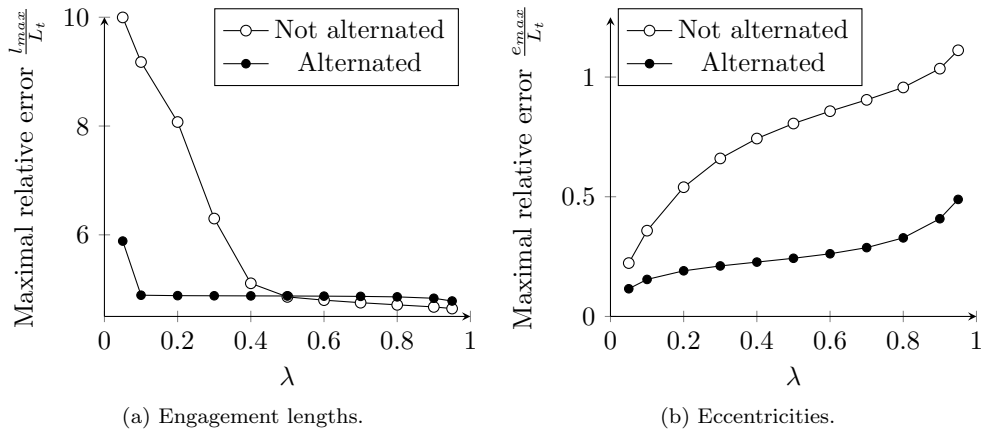 Maximal relative error l_max/L_t
10
8
6
0
0.2
0.4
0.6
0.8
1
λ
Not alternated
Alternated
(a) Engagement lengths.
Maximal relative error e_max/L_t
1
0.5
0
0
0.2
0.4
0.6
0.8
1
λ
Not alternated
Alternated
(b) Eccentricities.